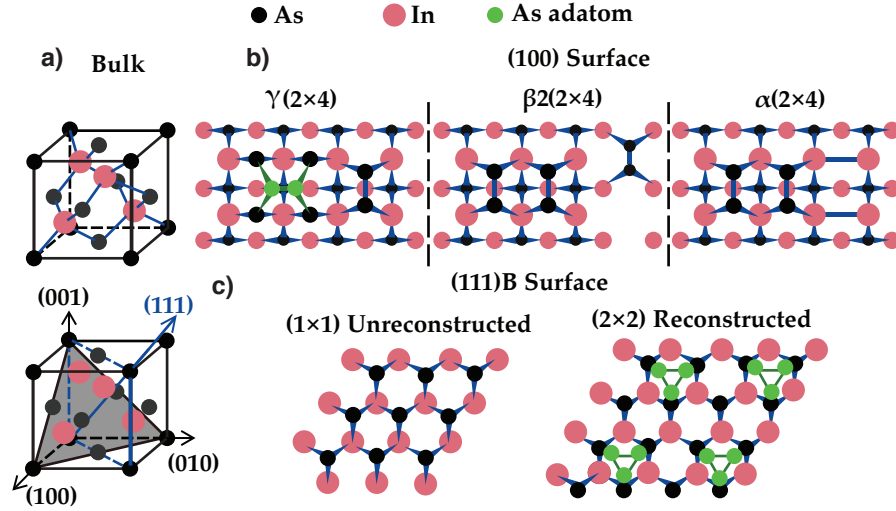 As In As adatom
a) Bulk
b) (100) Surface
γ(2×4) β2(2×4) α(2×4)
(001) (111)
(010)
(100)
c) (111)B Surface
(1×1) Unreconstructed (2×2) Reconstructed